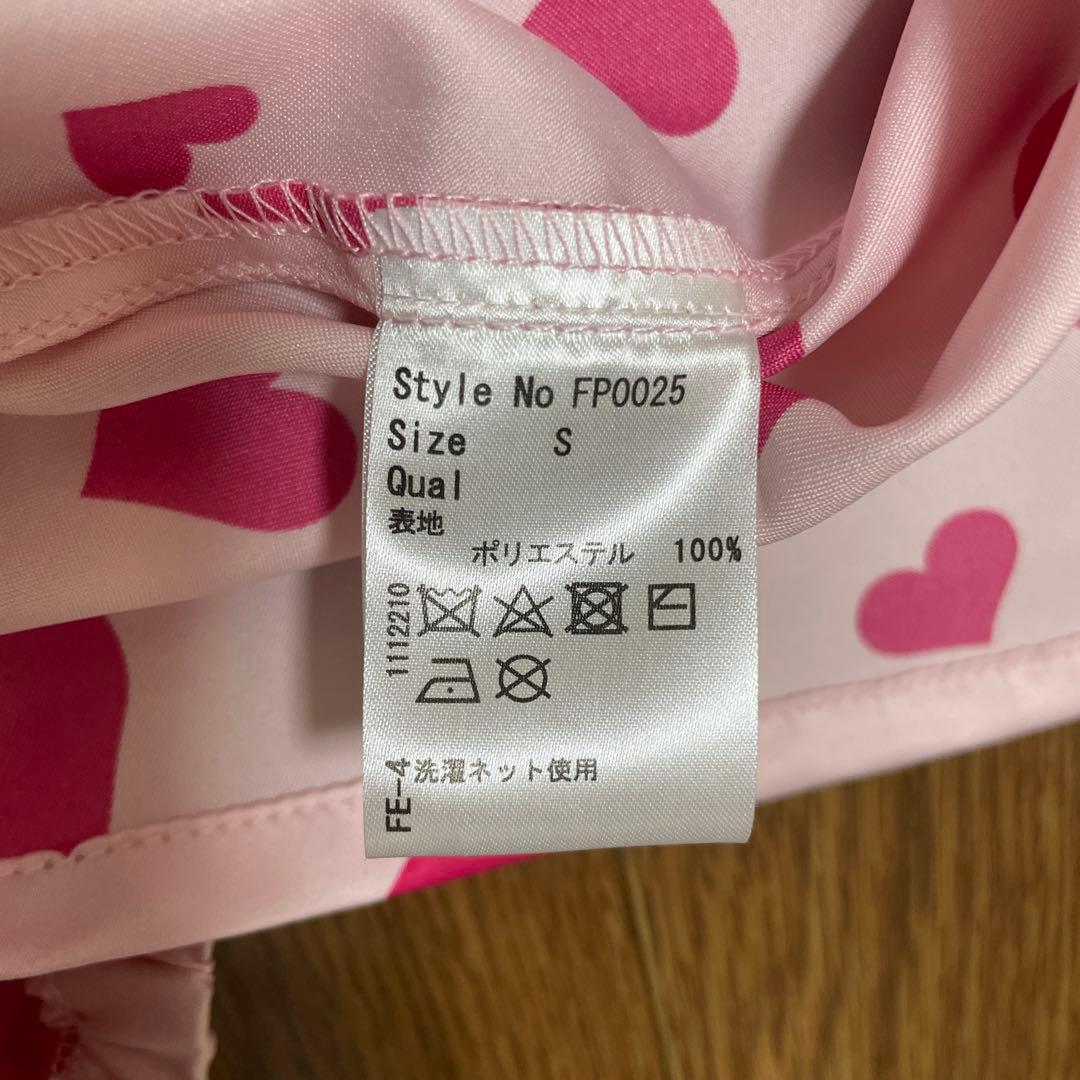 Style No FP0025
Size S
Qual
表地
ポリエステル 100%
1112210
FE-4
洗濯ネット使用